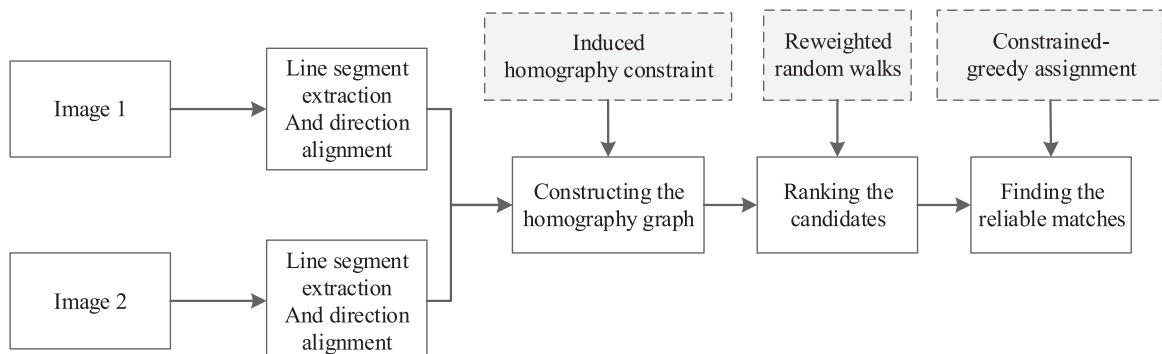 Image 1
Line segment
extraction
And direction
alignment
Image 2
Line segment
extraction
And direction
alignment
Induced
homography constraint
Constructing the
homography graph
Reweighted
random walks
Ranking the
candidates
Constrained-
greedy assignment
Finding the
reliable matches